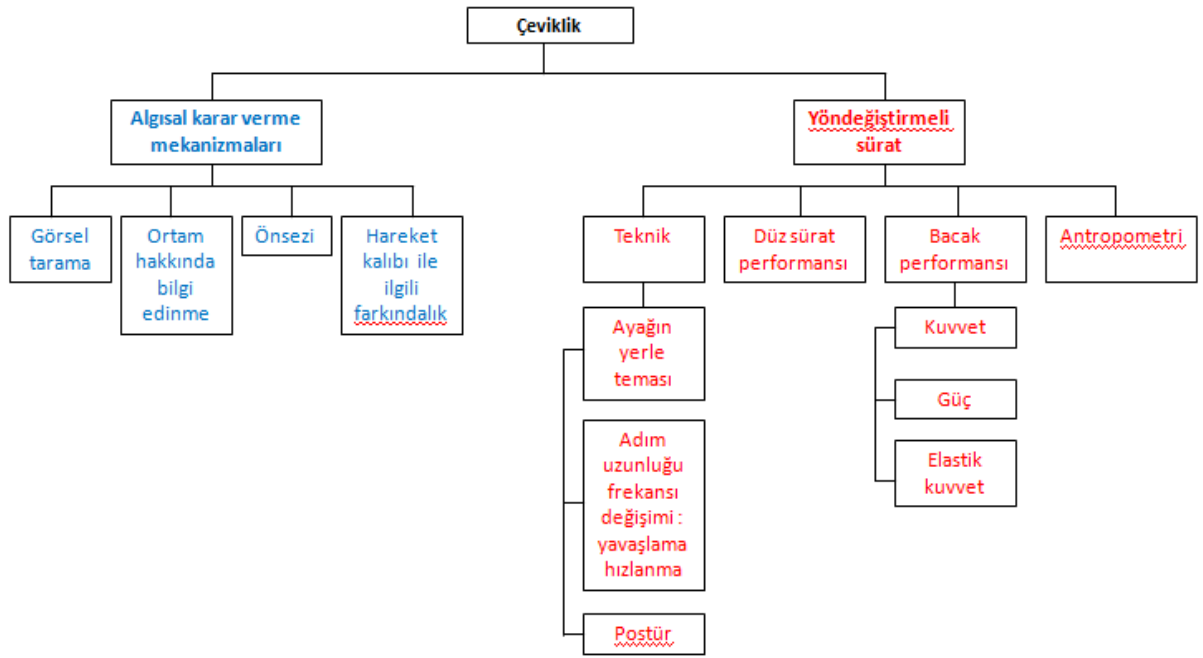 Çeviklik
Algısal karar verme
mekanizmaları
Yöndeğiştirmeli
sürat
Görsel
tarama
Ortam
hakkında
bilgi
edinme
Önsezi
Hareket
kalıbı ile
ilgili
farkındalık
Teknik
Düz sürat
performansı
Bacak
performansı
Antropometri
Ayağın
yerle
teması
Adım
uzunluğu
frekansı
değişimi :
yavaşlama
hızlanma
Postür
Kuvvet
Güç
Elastik
kuvvet